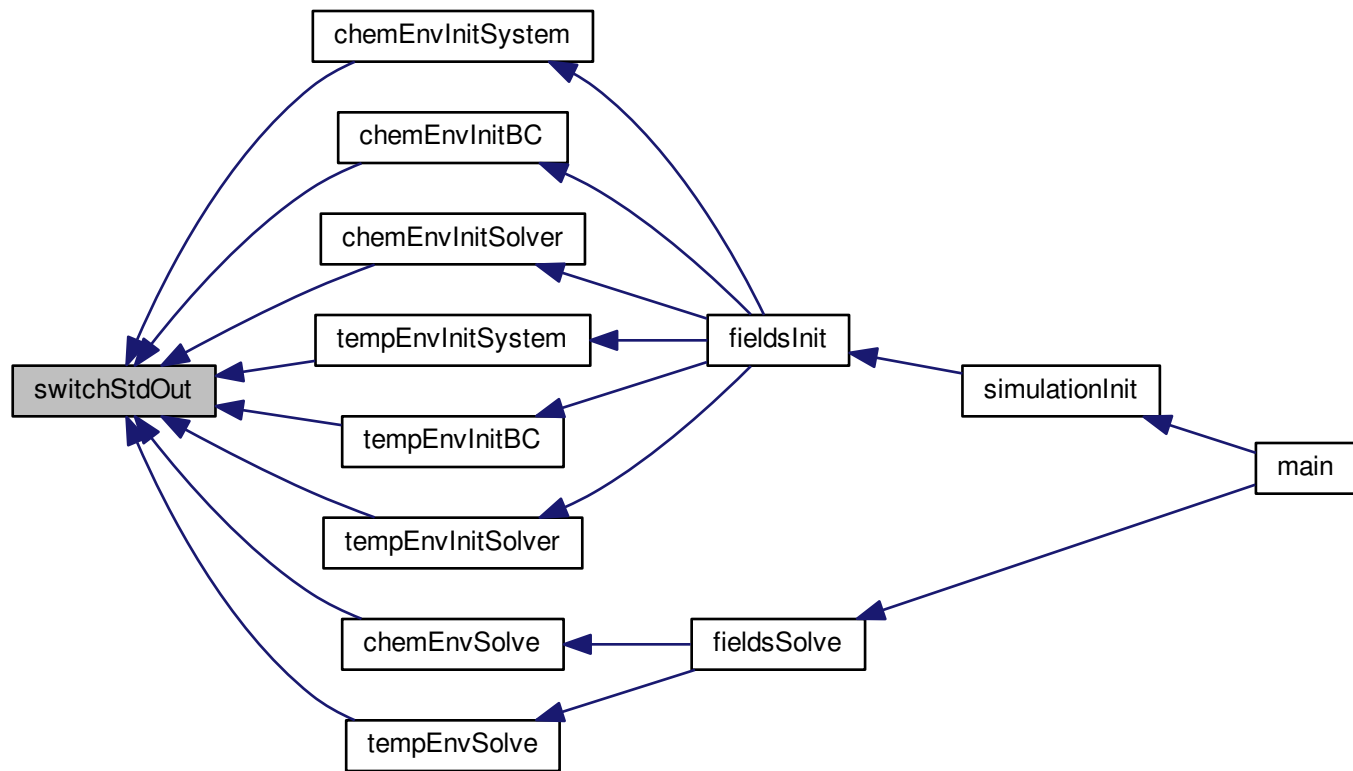 chemEnvInitSystem
chemEnvInitBC
chemEnvInitSolver
tempEnvInitSystem
fieldsInit
switchStdOut
simulationInit
tempEnvInitBC
main
tempEnvInitSolver
chemEnvSolve
fieldsSolve
tempEnvSolve